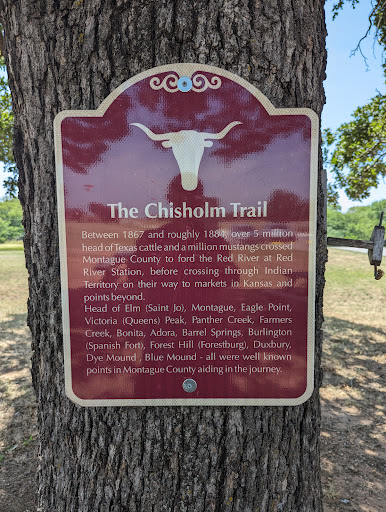 The Chisholm Trail
Between 1867 and roughly 1884, over 5 million
head of Texas cattle and a million mustangs crossed
Montague County to ford the Red River at Red
River Station, before crossing through Indian
Territory on their way to markets in Kansas and
points beyond.
Head of Elm (Saint Jo), Montague, Eagle Point,
Victoria (Queens) Peak, Panther Creek, Farmers
Creek, Bonita, Adora, Barrel Springs, Burlington
(Spanish Fort), Forest Hill (Forestburg), Duxbury,
Dye Mound , Blue Mound - all were well known
points in Montague County aiding in the journey.